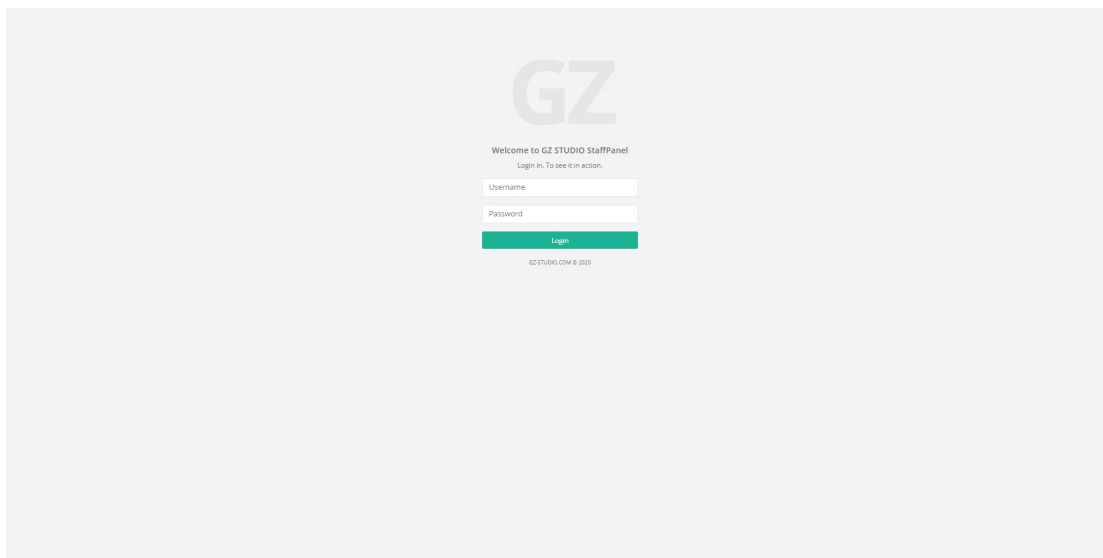 GZ
Welcome to GZ STUDIO StaffPanel
Login in. To see it in action.
Username
Password
Login
GZ-STUDIO.COM © 2020